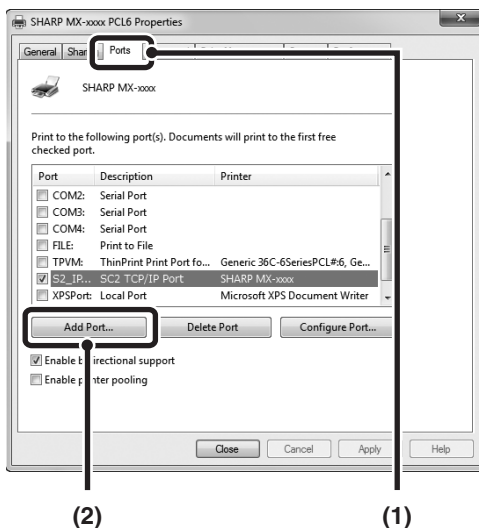 SHARP MX-xxxx PCL6 Properties
General Ports
SHARP MX-xxxx
Print to the following port(s). Documents will print to the first free
checked port.
Port Description Printer
COM2: Serial Port
COM3: Serial Port
COM4: Serial Port
FILE: Print to File
TPVM: ThinPrint Print Port fo... Generic 36C-6SeriesPCL#:6, Ge...
S2_IP... SC2 TCP/IP Port SHARP MX-xxxx
XPSPort: Local Port Microsoft XPS Document Writer
Add Port... Delete Port Configure Port...
Enable support
Enable pooling
Close Cancel Apply Help
(2) (1)